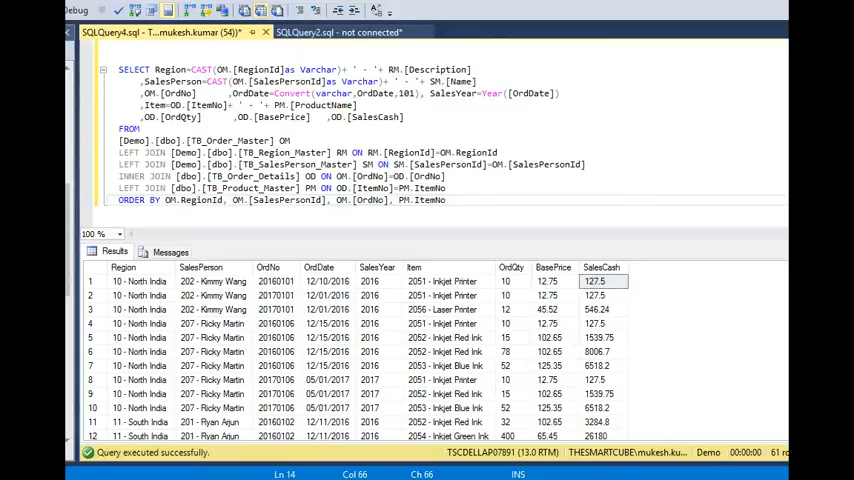 Debug
SQLQuery4.sql - T...mukesh.kumar (54))* SQLQuery2.sql - not connected*
SELECT Region=CAST(OM.[RegionId]as Varchar)+ ' - '+ RM.[Description]
,SalesPerson=CAST(OM.[SalesPersonId]as Varchar)+ ' - '+ SM.[Name]
,OM.[OrdNo] ,OrdDate=Convert(varchar,OrdDate,101), SalesYear=Year([OrdDate])
,Item=OD.[ItemNo]+ ' - '+ PM.[ProductName]
,OD.[OrdQty] ,OD.[BasePrice] ,OD.[SalesCash]
FROM
[Demo].[dbo].[TB_Order_Master] OM
LEFT JOIN [Demo].[dbo].[TB_Region_Master] RM ON RM.[RegionId]=OM.RegionId
LEFT JOIN [Demo].[dbo].[TB_SalesPerson_Master] SM ON SM.[SalesPersonId]=OM.[SalesPersonId]
INNER JOIN [dbo].[TB_Order_Details] OD ON OM.[OrdNo]=OD.[OrdNo]
LEFT JOIN [dbo].[TB_Product_Master] PM ON OD.[ItemNo]=PM.ItemNo
ORDER BY OM.RegionId, OM.[SalesPersonId], OM.[OrdNo], PM.ItemNo
100 %
Results Messages
Region SalesPerson OrdNo OrdDate SalesYear Item OrdQty BasePrice SalesCash
1 10 - North India 202 - Kimmy Wang 20160101 12/10/2016 2016 2051 - Inkjet Printer 10 12.75 127.5
2 10 - North India 202 - Kimmy Wang 20170101 12/01/2016 2016 2051 - Inkjet Printer 10 12.75 127.5
3 10 - North India 202 - Kimmy Wang 20170101 12/01/2016 2016 2056 - Laser Printer 12 45.52 546.24
4 10 - North India 207 - Ricky Martin 20160106 12/15/2016 2016 2051 - Inkjet Printer 10 12.75 127.5
5 10 - North India 207 - Ricky Martin 20160106 12/15/2016 2016 2052 - Inkjet Red Ink 15 102.65 1539.75
6 10 - North India 207 - Ricky Martin 20160106 12/15/2016 2016 2052 - Inkjet Red Ink 78 102.65 8006.7
7 10 - North India 207 - Ricky Martin 20160106 12/15/2016 2016 2053 - Inkjet Blue Ink 52 125.35 6518.2
8 10 - North India 207 - Ricky Martin 20170106 05/01/2017 2017 2051 - Inkjet Printer 10 12.75 127.5
9 10 - North India 207 - Ricky Martin 20170106 05/01/2017 2017 2052 - Inkjet Red Ink 15 102.65 1539.75
10 10 - North India 207 - Ricky Martin 20170106 05/01/2017 2017 2053 - Inkjet Blue Ink 52 125.35 6518.2
11 11 - South India 201 - Ryan Arjun 20160102 12/11/2016 2016 2052 - Inkjet Red Ink 32 102.65 3284.8
12 11 - South India 201 - Ryan Arjun 20160102 12/11/2016 2016 2054 - Inkjet Green Ink 400 65.45 26180
Query executed successfully. TSCDELLAP07891 (13.0 RTM) THESMARTCUBE\mukesh.ku... Demo 00:00:00 61 ro
Ln 14 Col 66 Ch 66 INS